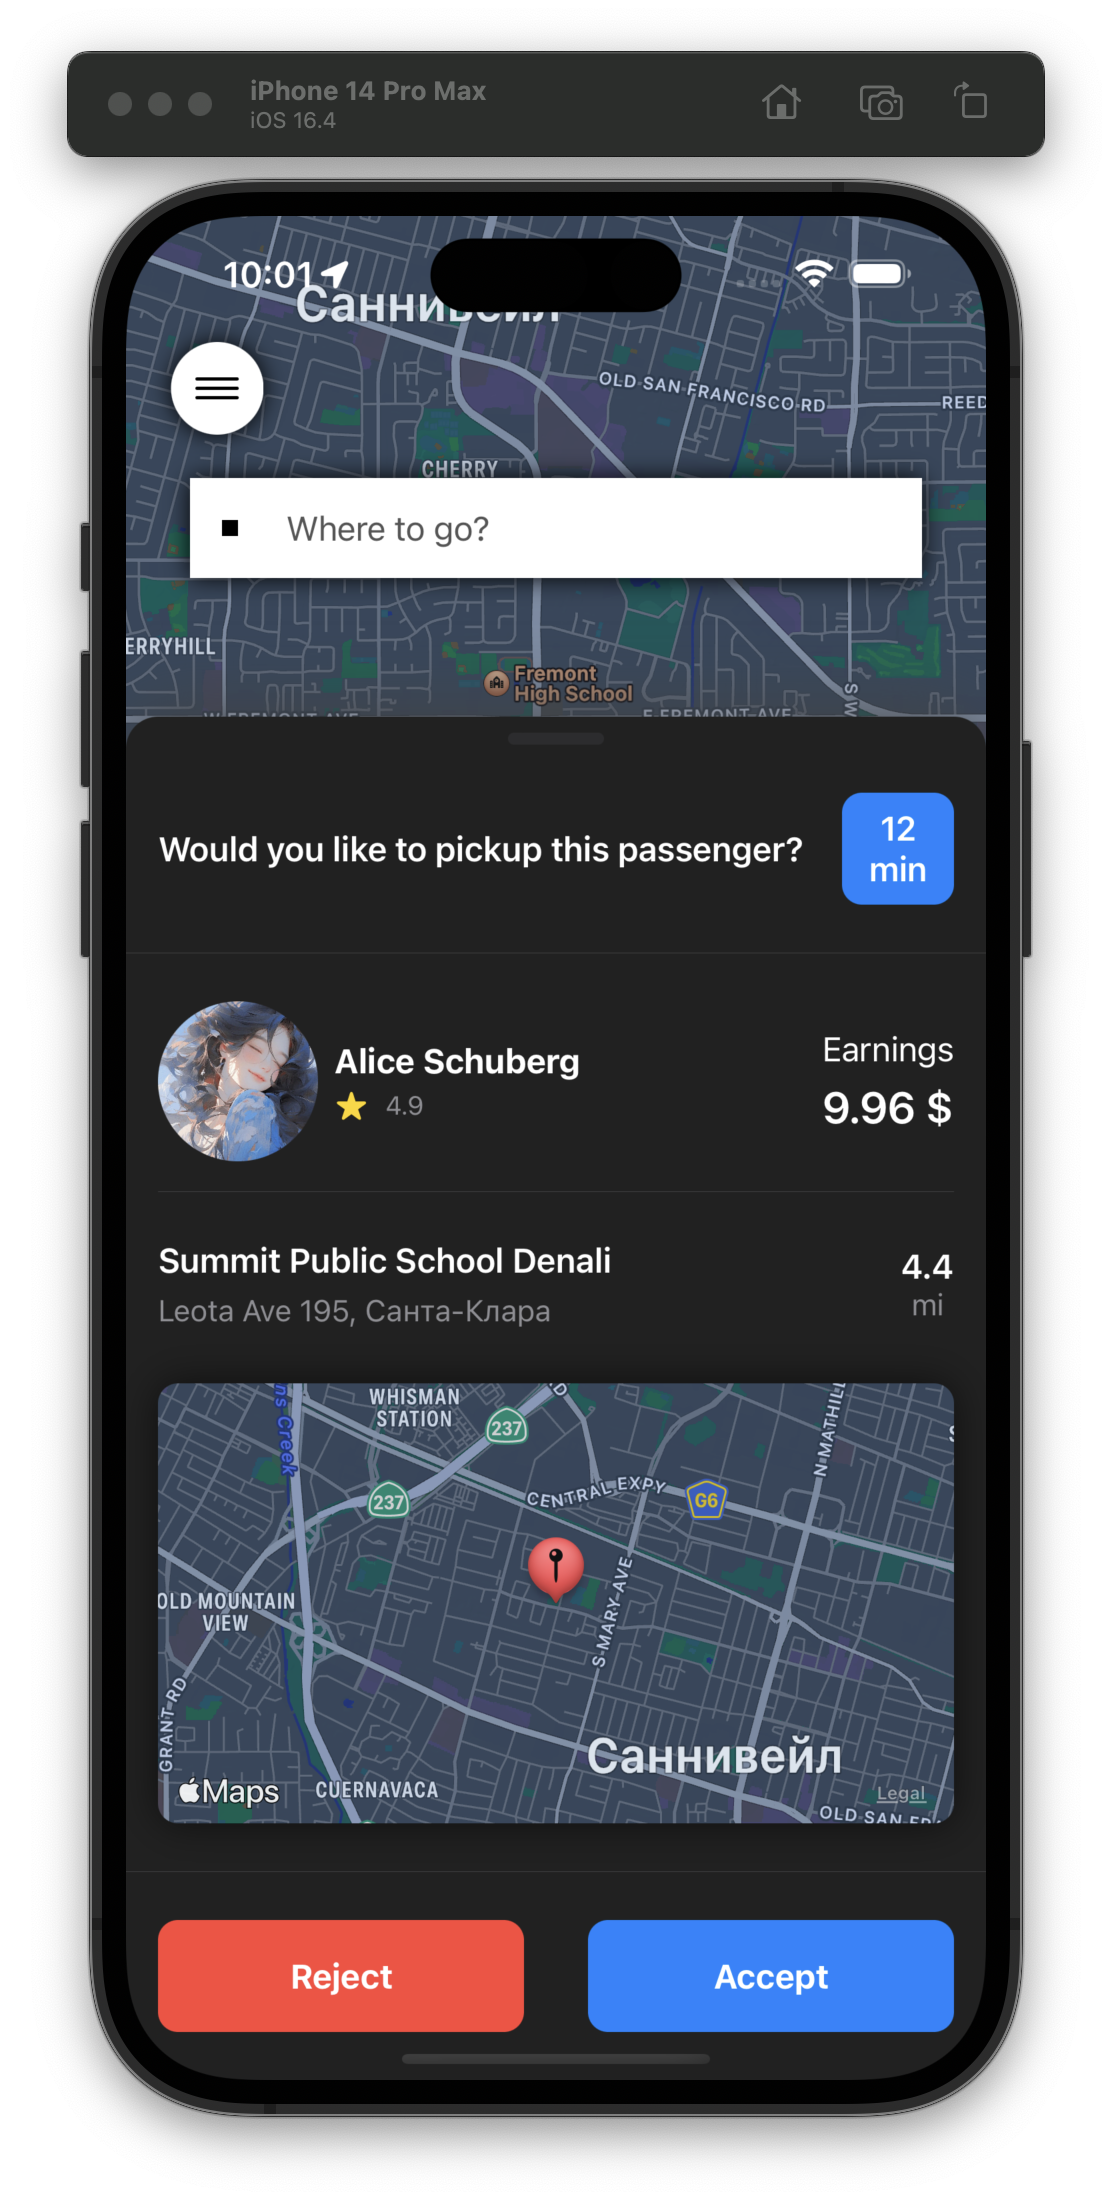 iPhone 14 Pro Max
iOS 16.4
10:01
Саннивейл
OLD SAN FRANCISCO RD
REED
CHERRY
Where to go?
ERRYHILL
Fremont
High School
S W
W FREMONT AVE
E FREMONT AVE
Would you like to pickup this passenger?
12
min
Alice Schuberg
4.9
Earnings
9.96 $
Summit Public School Denali
Leota Ave 195, Санта-Клара
4.4
mi
ns Creek
WHISMAN
STATION
237
237
CENTRAL EXPY
G6
N MATHIL
OLD MOUNTAIN
VIEW
S MARY AVE
GRANT RD
Саннивейл
Maps
CUERNAVACA
Legal
OLD SAN FRA
Reject
Accept